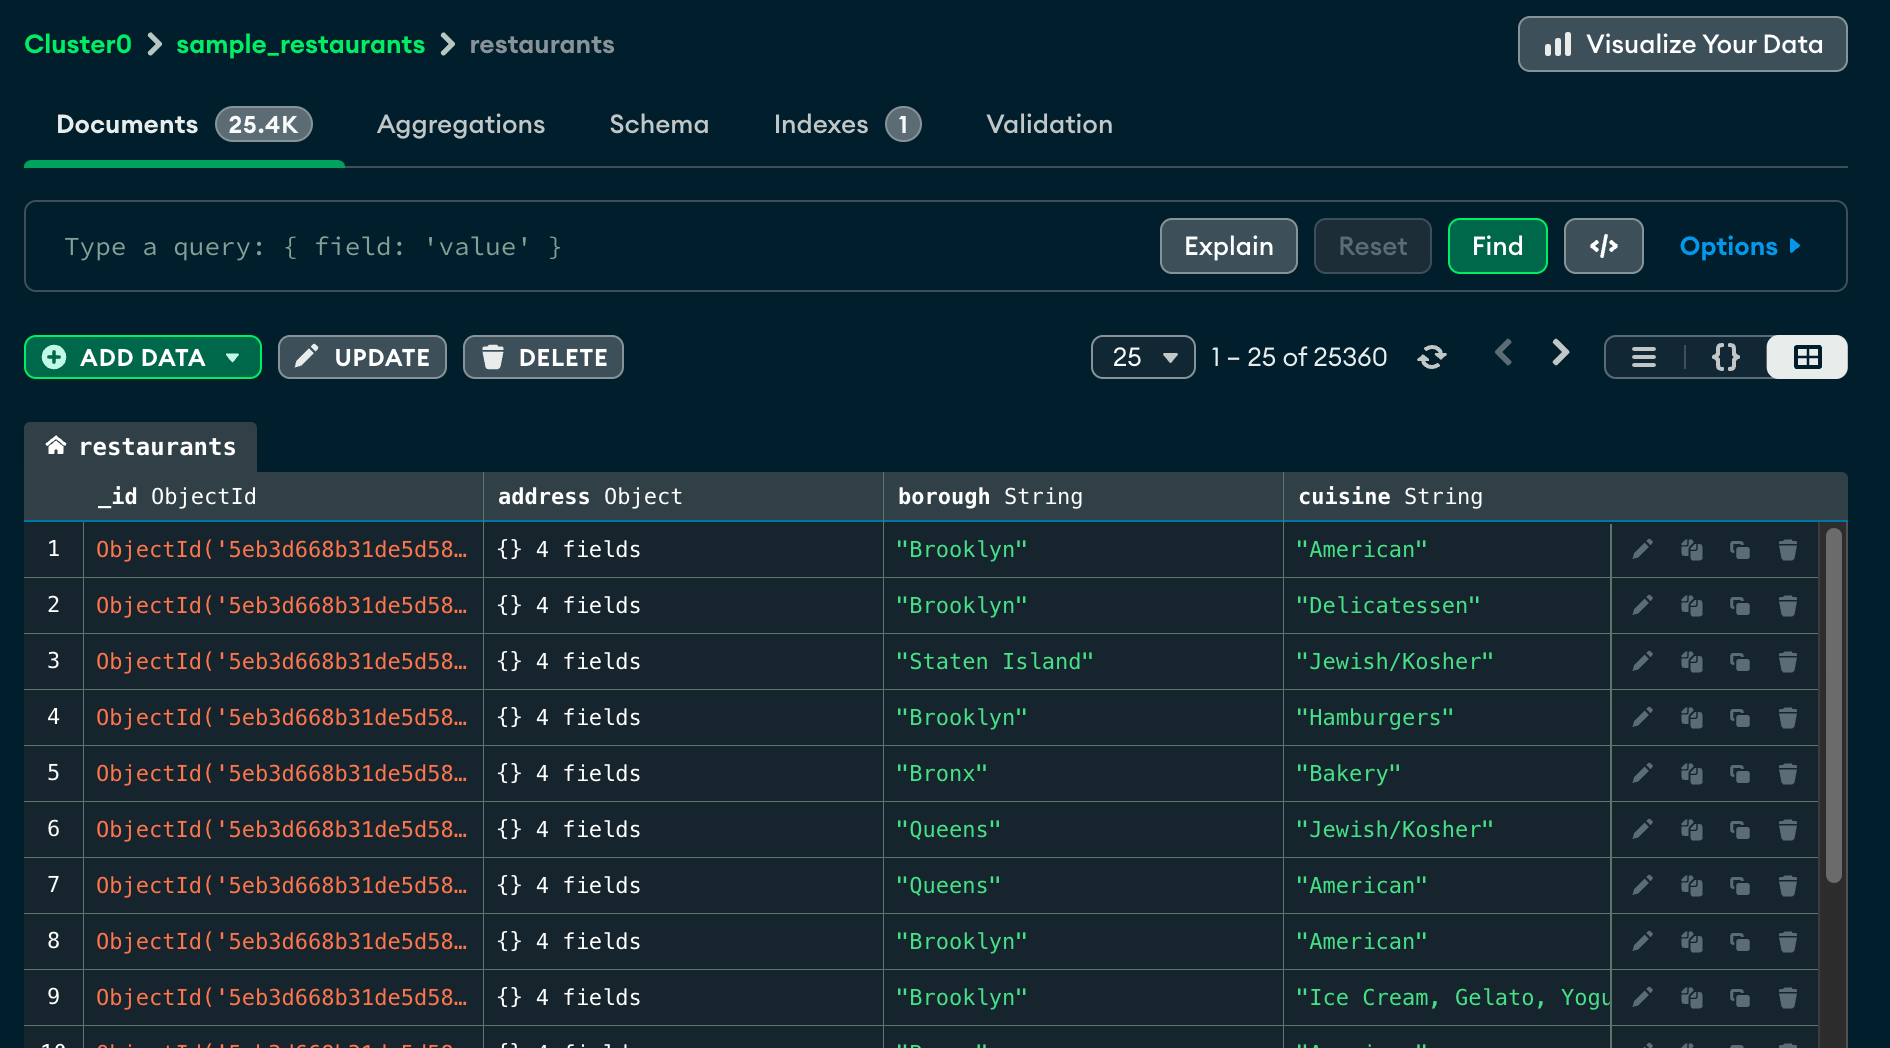 Cluster0 > sample_restaurants > restaurants
Visualize Your Data
Documents 25.4K Aggregations Schema Indexes 1 Validation
Type a query: { field: 'value' } Explain Reset Find </> Options
ADD DATA UPDATE DELETE 25 1 – 25 of 25360 {}
restaurants
_id ObjectId address Object borough String cuisine String
1 ObjectId('5eb3d668b31de5d58… {} 4 fields "Brooklyn" "American"
2 ObjectId('5eb3d668b31de5d58… {} 4 fields "Brooklyn" "Delicatessen"
3 ObjectId('5eb3d668b31de5d58… {} 4 fields "Staten Island" "Jewish/Kosher"
4 ObjectId('5eb3d668b31de5d58… {} 4 fields "Brooklyn" "Hamburgers"
5 ObjectId('5eb3d668b31de5d58… {} 4 fields "Bronx" "Bakery"
6 ObjectId('5eb3d668b31de5d58… {} 4 fields "Queens" "Jewish/Kosher"
7 ObjectId('5eb3d668b31de5d58… {} 4 fields "Queens" "American"
8 ObjectId('5eb3d668b31de5d58… {} 4 fields "Brooklyn" "American"
9 ObjectId('5eb3d668b31de5d58… {} 4 fields "Brooklyn" "Ice Cream, Gelato, Yogu